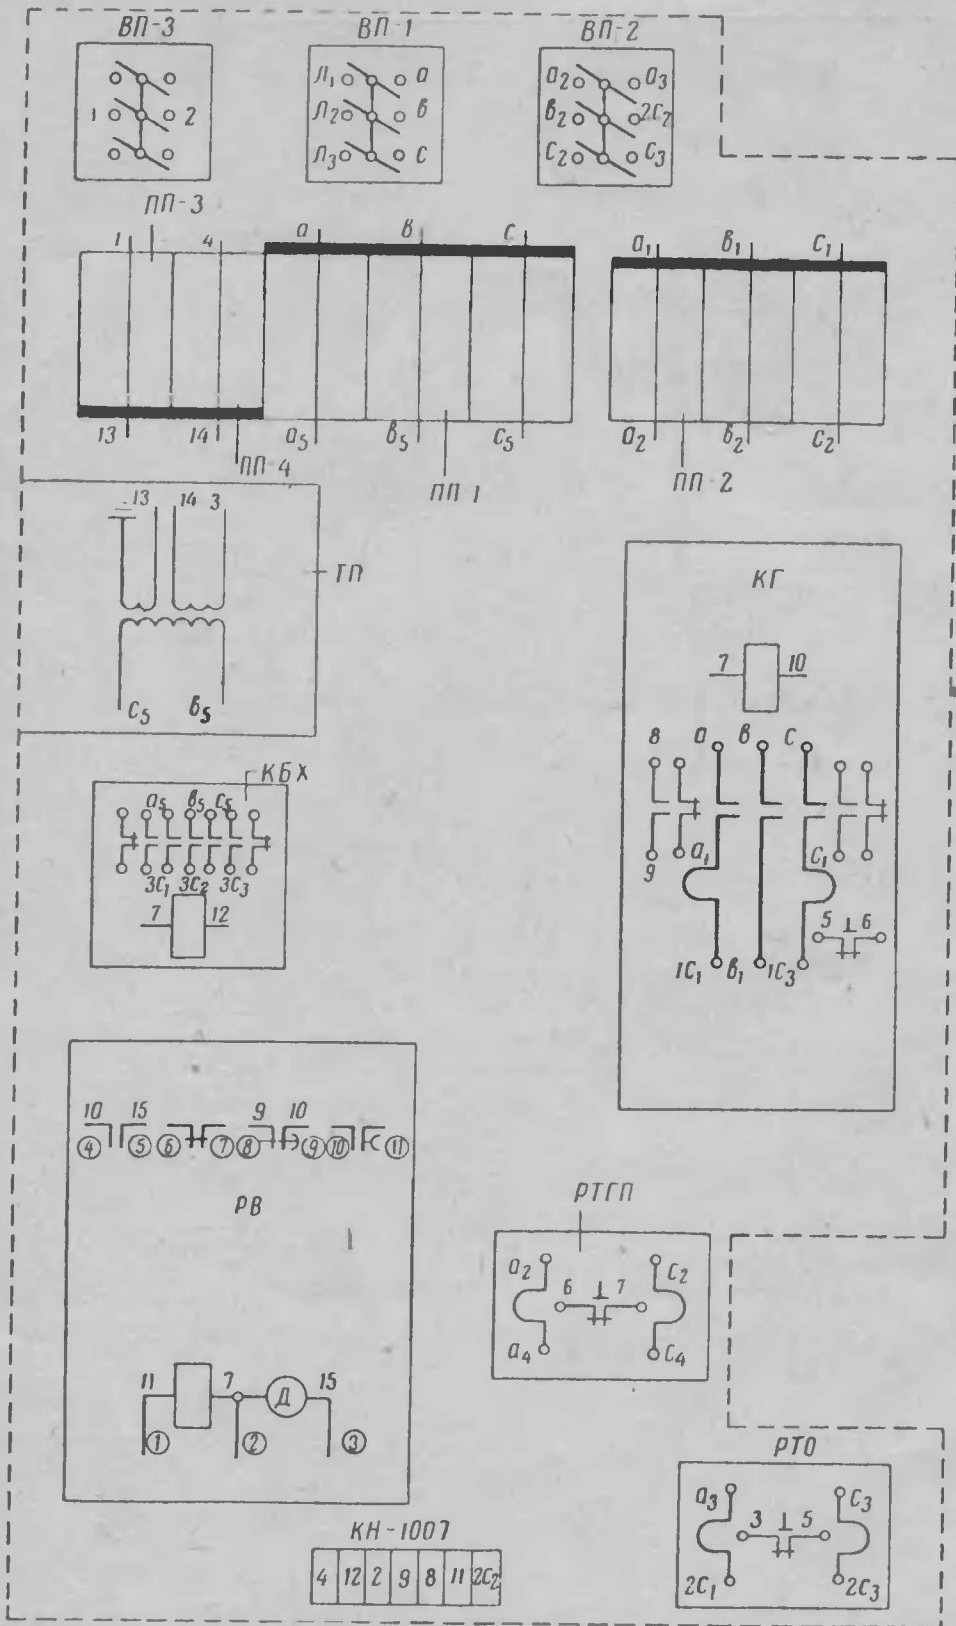 ВП-3 ВП-1 ВП-2
Л₁ а а₂ а₃
1 2 Л₂ в в₂ 2С₂
Л₃ с С₂ С₃
ПП-3
1 4 а в с а₁ в₁ С₁
13 14 а₅ в₅ С₅ а₂ в₂ С₂
ПП-4 ПП-1 ПП-2
13 14 3
ТП
С₅ в₅
КГ
7 10
8 а в с
9 а₁ С₁
5 6
1С₁ в₁ 1С₃
КБХ
а₅ в₅ С₅
3С₁ 3С₂ 3С₃
7 12
10 15 9 10
④ ⑤ ⑥ ⑦ ⑧ ⑨ ⑩ ⑪
РВ
11 7 Д 15
① ② ③
РТГП
а₂ С₂
6 7
а₄ С₄
РТО
а₃ С₃
3 5
2С₁ 2С₃
КН-1007
4 12 2 9 8 11 2С₂